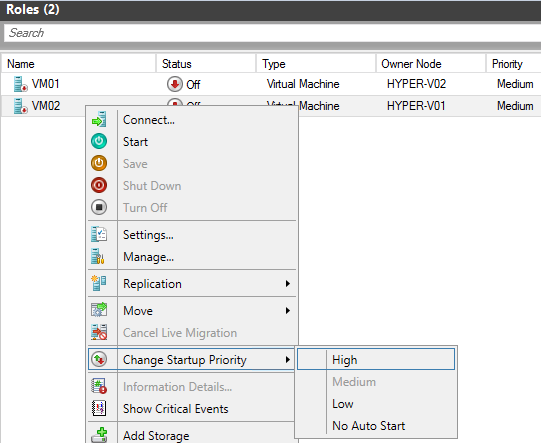 Roles (2)
Search
Name Status Type Owner Node Priority
VM01 Off Virtual Machine HYPER-V02 Medium
VM02 Off Virtual Machine HYPER-V01 Medium
Connect...
Start
Save
Shut Down
Turn Off
Settings...
Manage...
Replication
Move
Cancel Live Migration
Change Startup Priority
High
Medium
Low
No Auto Start
Information Details...
Show Critical Events
Add Storage